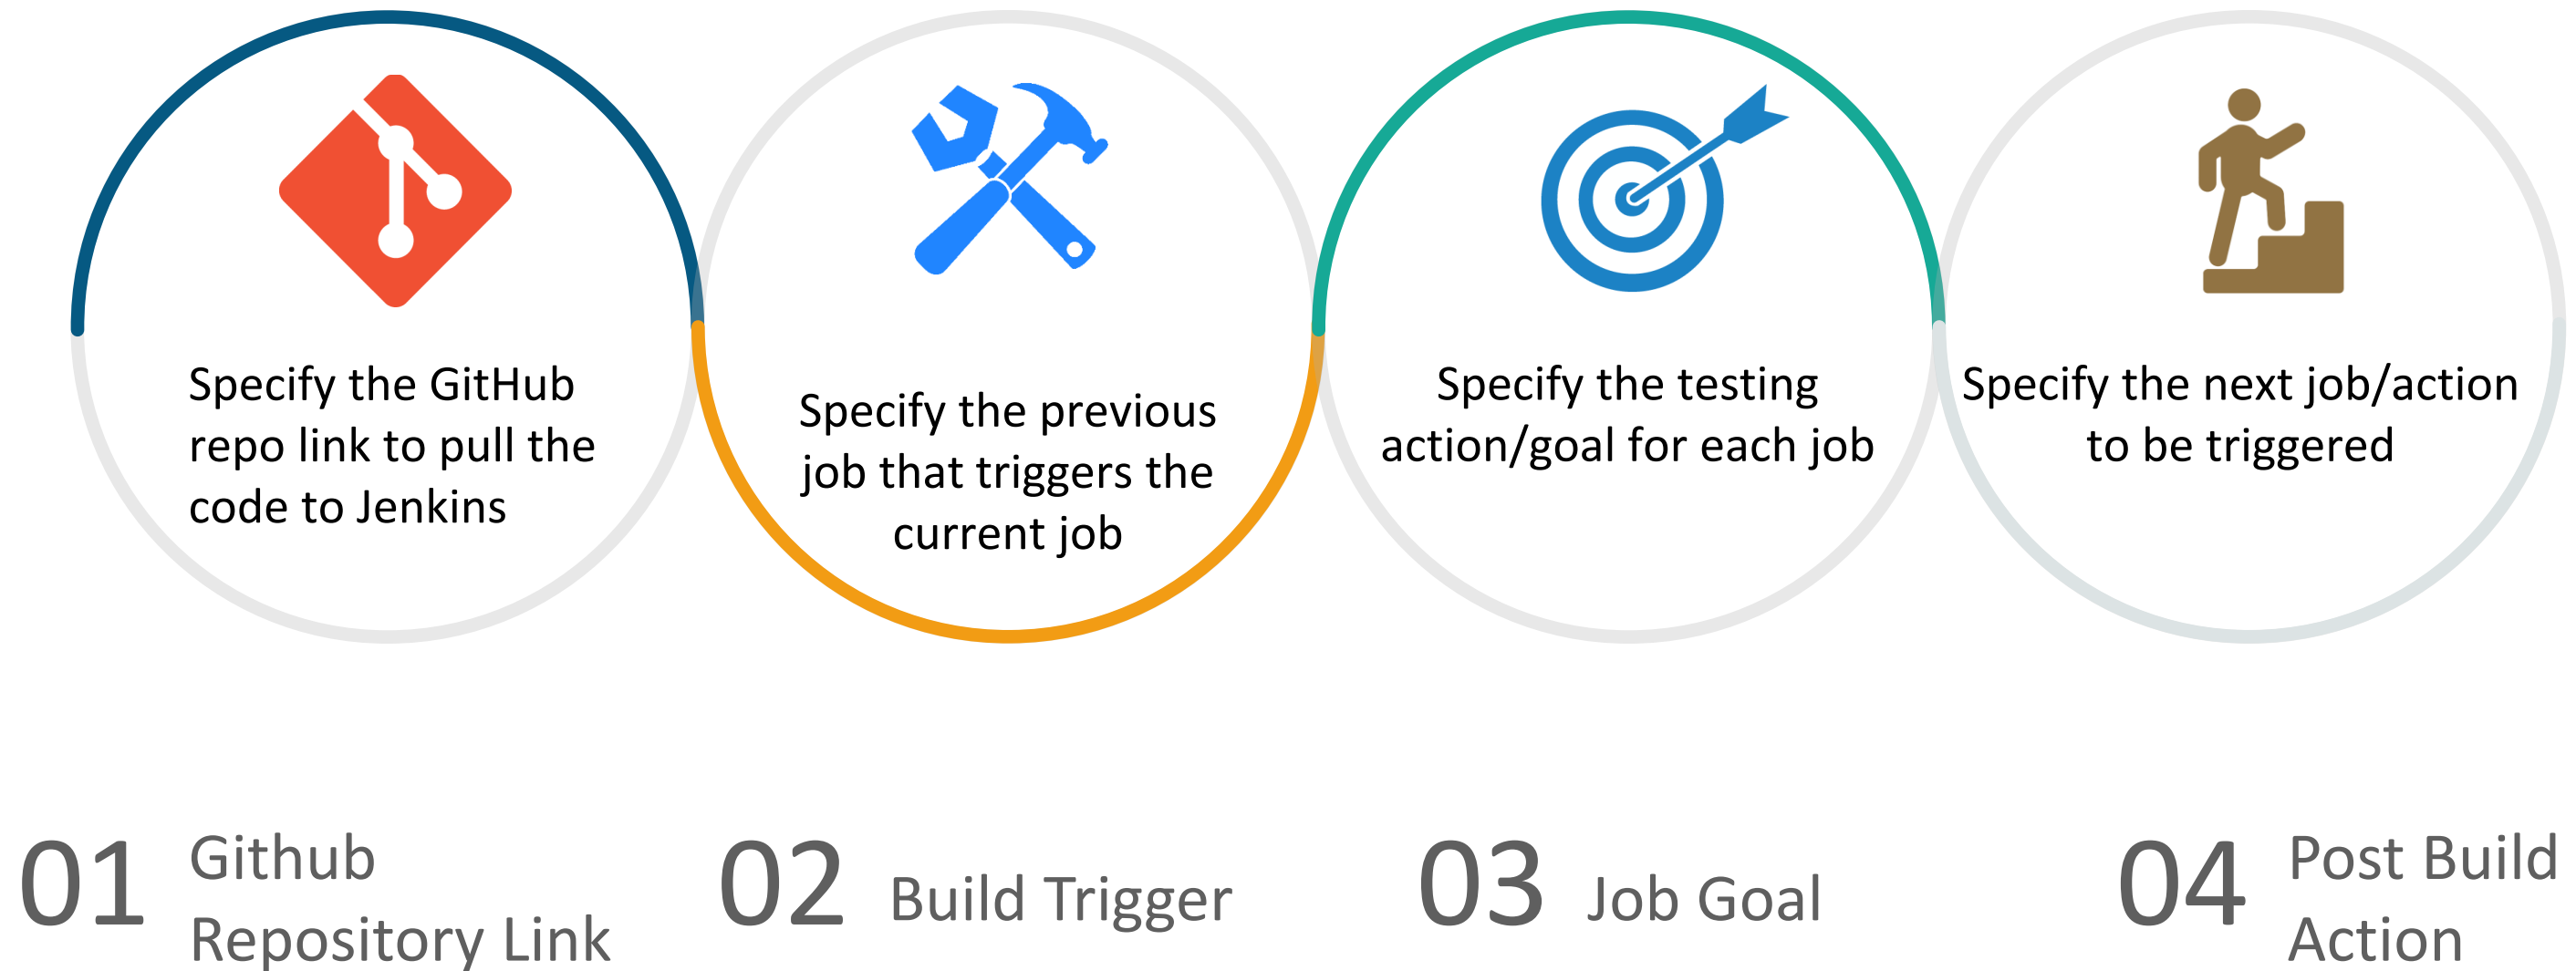 Specify the GitHub
repo link to pull the
code to Jenkins
Specify the previous
job that triggers the
current job
Specify the testing
action/goal for each job
Specify the next job/action
to be triggered
01
Github
Repository Link
02
Build Trigger
03
Job Goal
04
Post Build
Action